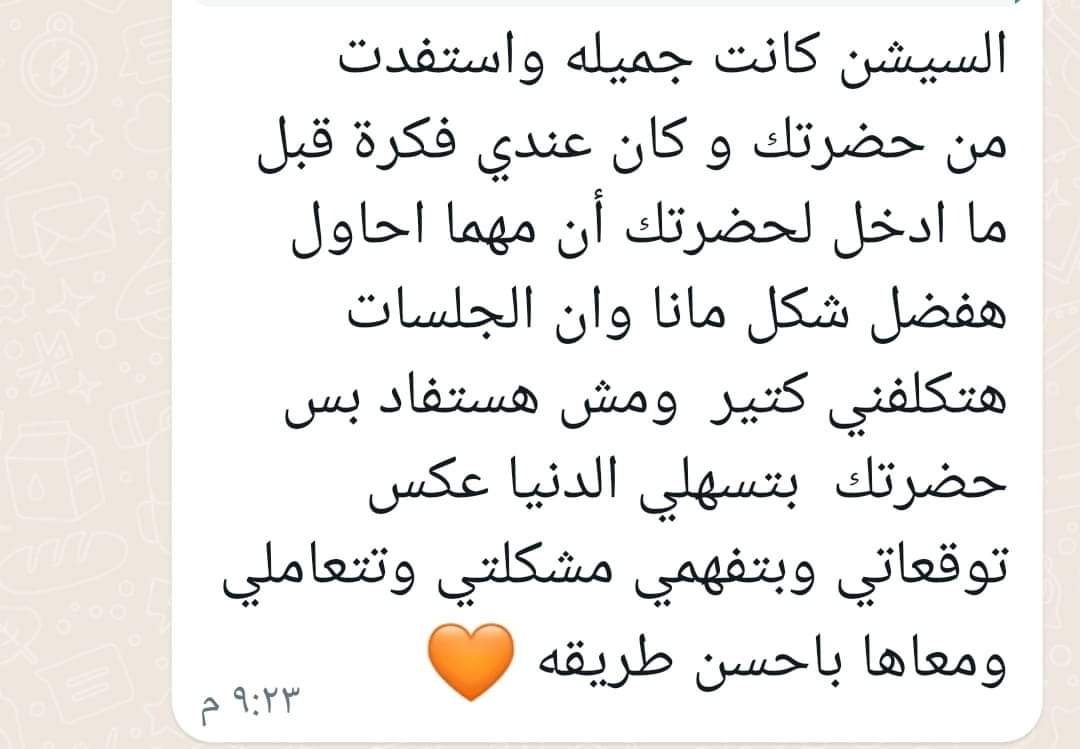 السيشن كانت جميله واستفدت
من حضرتك و كان عندي فكرة قبل
ما ادخل لحضرتك أن مهما احاول
هفضل شكل مانا وان الجلسات
هتكلفني كتير ومش هستفاد بس
حضرتك بتسهلي الدنيا عكس
توقعاتي وبتفهمي مشكلتي وتتعاملي
ومعاها باحسن طريقه 🧡
٩:٢٣ م